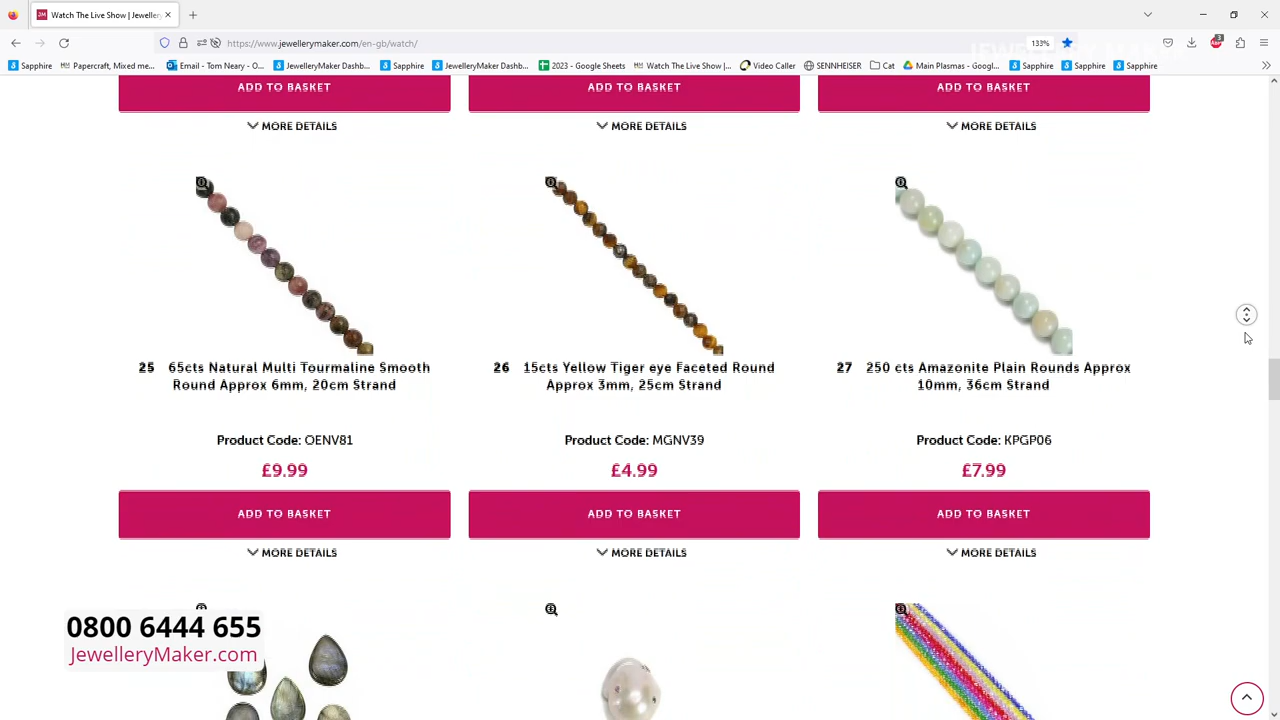 Watch The Live Show | Jewellery
https://www.jewellerymaker.com/en-gb/watch/
133%
3
Sapphire
Papercraft, Mixed me...
Email - Tom Neary - O...
JewelleryMaker Dashb...
Sapphire
JewelleryMaker Dashb...
2023 - Google Sheets
Watch The Live Show |...
Video Caller
SENNHEISER
Cat
Main Plasmas - Googl...
Sapphire
Sapphire
Sapphire
ADD TO BASKET
ADD TO BASKET
ADD TO BASKET
MORE DETAILS
MORE DETAILS
MORE DETAILS
25 65cts Natural Multi Tourmaline Smooth
Round Approx 6mm, 20cm Strand
Product Code: OENV81
£9.99
ADD TO BASKET
MORE DETAILS
26 15cts Yellow Tiger eye Faceted Round
Approx 3mm, 25cm Strand
Product Code: MGNV39
£4.99
ADD TO BASKET
MORE DETAILS
27 250 cts Amazonite Plain Rounds Approx
10mm, 36cm Strand
Product Code: KPGP06
£7.99
ADD TO BASKET
MORE DETAILS
0800 6444 655
JewelleryMaker.com